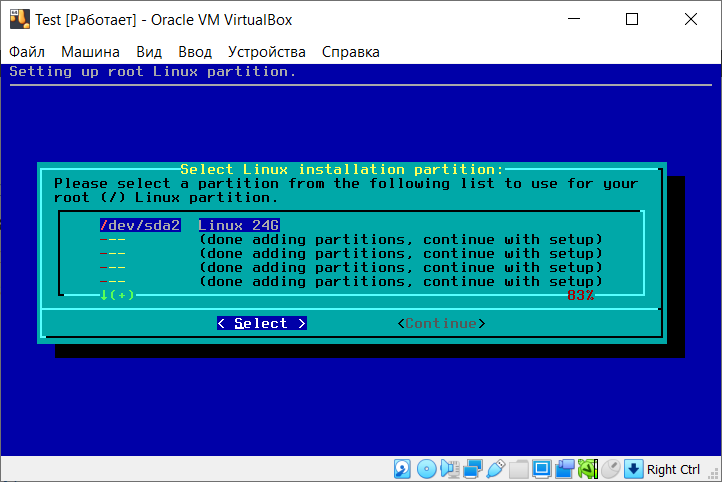 Test [Работает] - Oracle VM VirtualBox
Файл Машина Вид Ввод Устройства Справка
Setting up root Linux partition.
Select Linux installation partition:
Please select a partition from the following list to use for your
root (/) Linux partition.
/dev/sda2 Linux 24G
--- (done adding partitions, continue with setup)
--- (done adding partitions, continue with setup)
--- (done adding partitions, continue with setup)
--- (done adding partitions, continue with setup)
↓(+) 83%
< Select > <Continue>
Right Ctrl